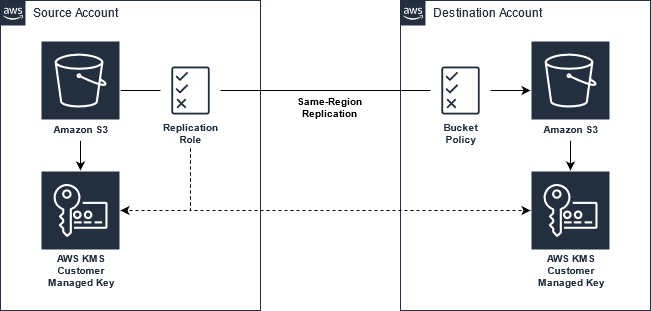 aws
Source Account
aws
Destination Account
Amazon S3
Replication
Role
Same-Region
Replication
Bucket
Policy
Amazon S3
AWS KMS
Customer
Managed Key
AWS KMS
Customer
Managed Key